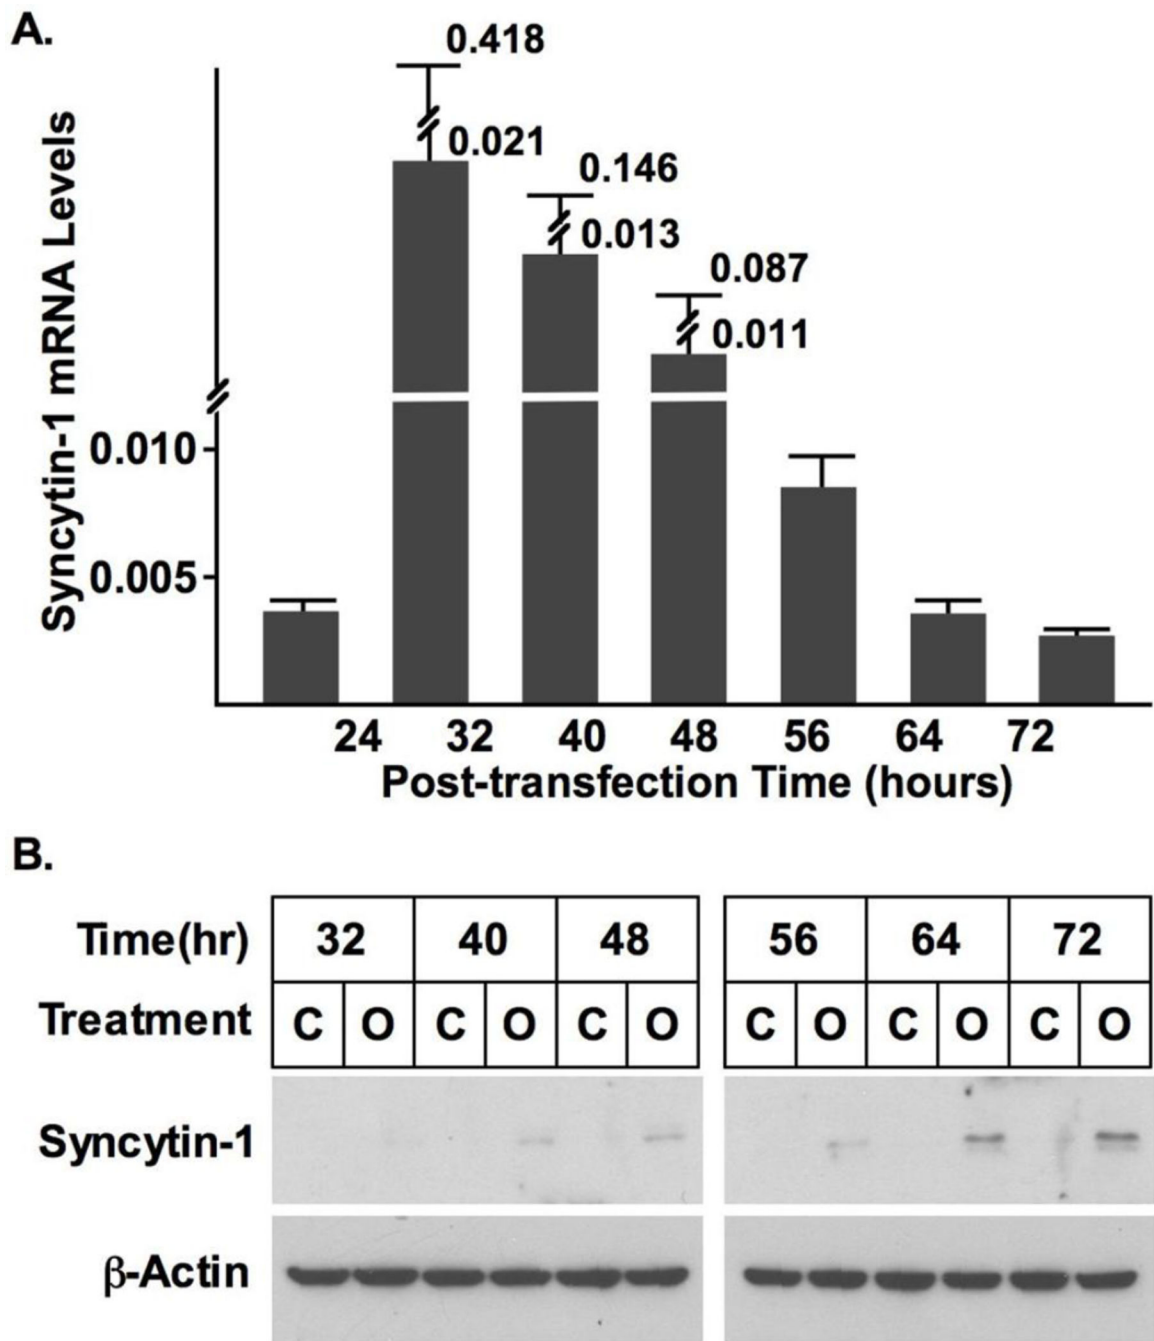 A.
0.418
0.021
0.146
0.013
0.087
0.011
Syncytin-1 mRNA Levels
0.010
0.005
24 32 40 48 56 64 72
Post-transfection Time (hours)
B.
Time(hr) 32 40 48 56 64 72
Treatment C O C O C O C O C O C O
Syncytin-1
β-Actin